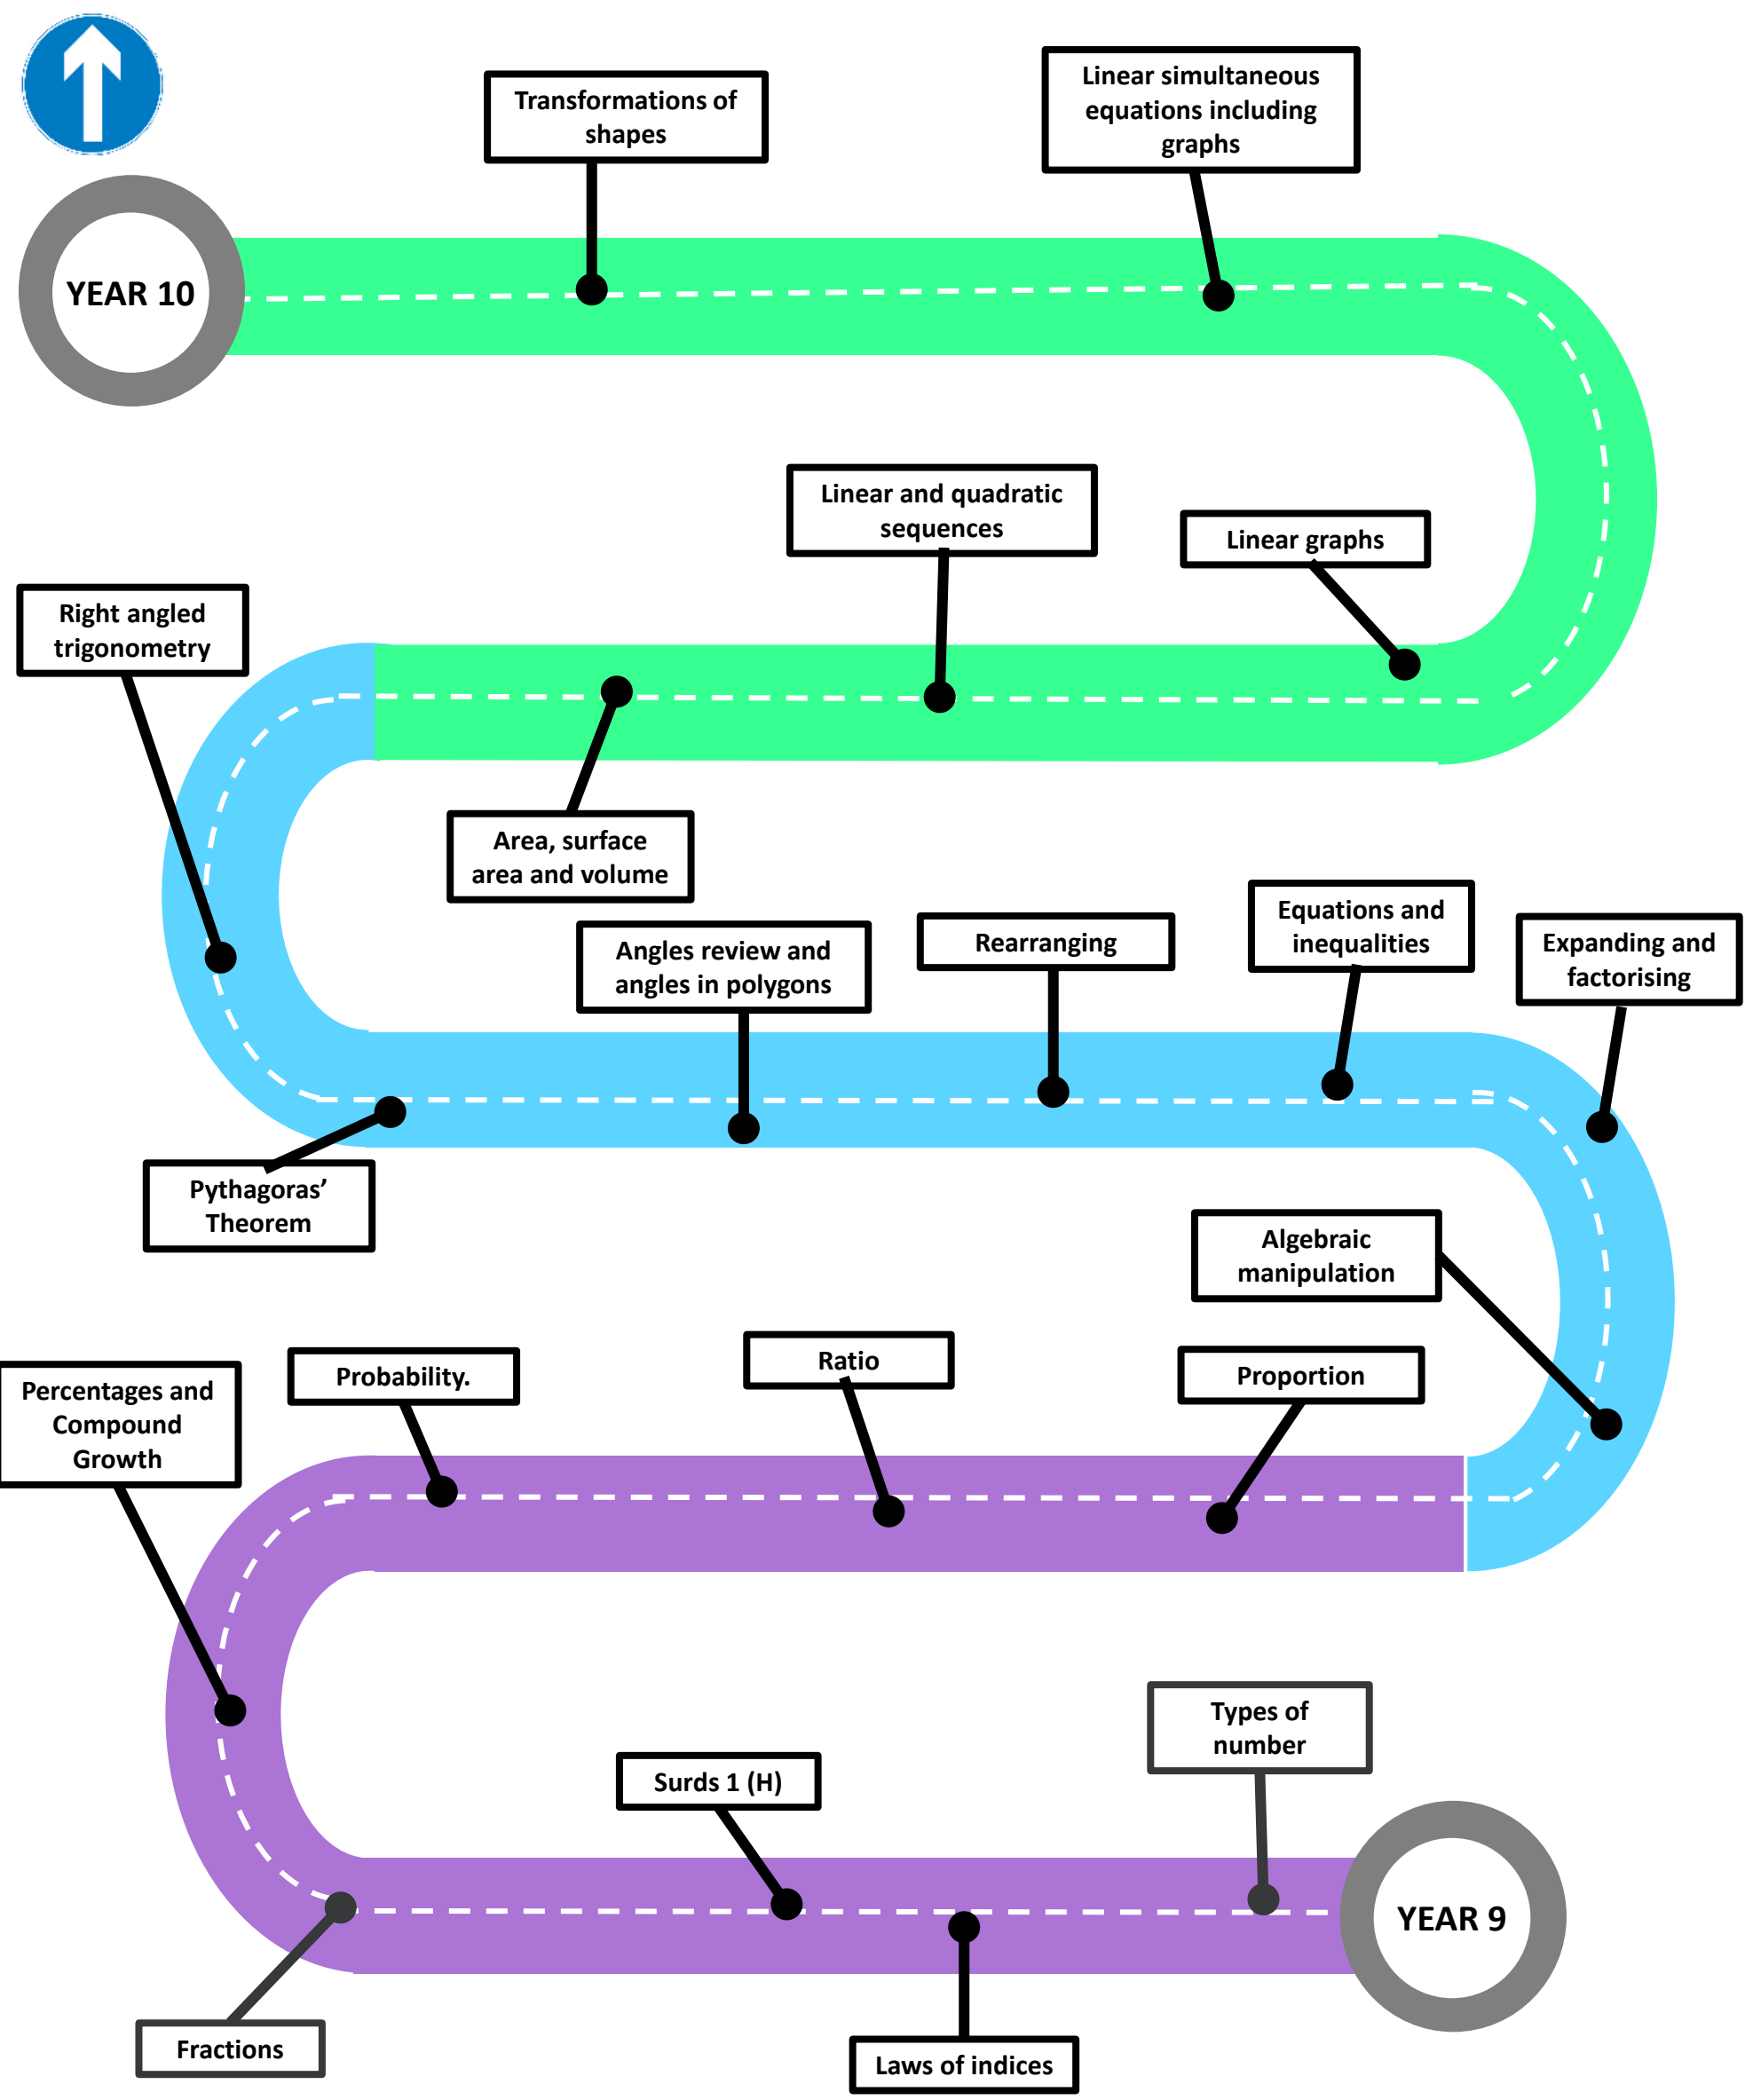 Transformations of
shapes
Linear simultaneous
equations including
graphs
YEAR 10
Linear and quadratic
sequences
Linear graphs
Right angled
trigonometry
Area, surface
area and volume
Angles review and
angles in polygons
Rearranging
Equations and
inequalities
Expanding and
factorising
Pythagoras’
Theorem
Algebraic
manipulation
Percentages and
Compound
Growth
Probability.
Ratio
Proportion
Types of
number
Surds 1 (H)
YEAR 9
Fractions
Laws of indices